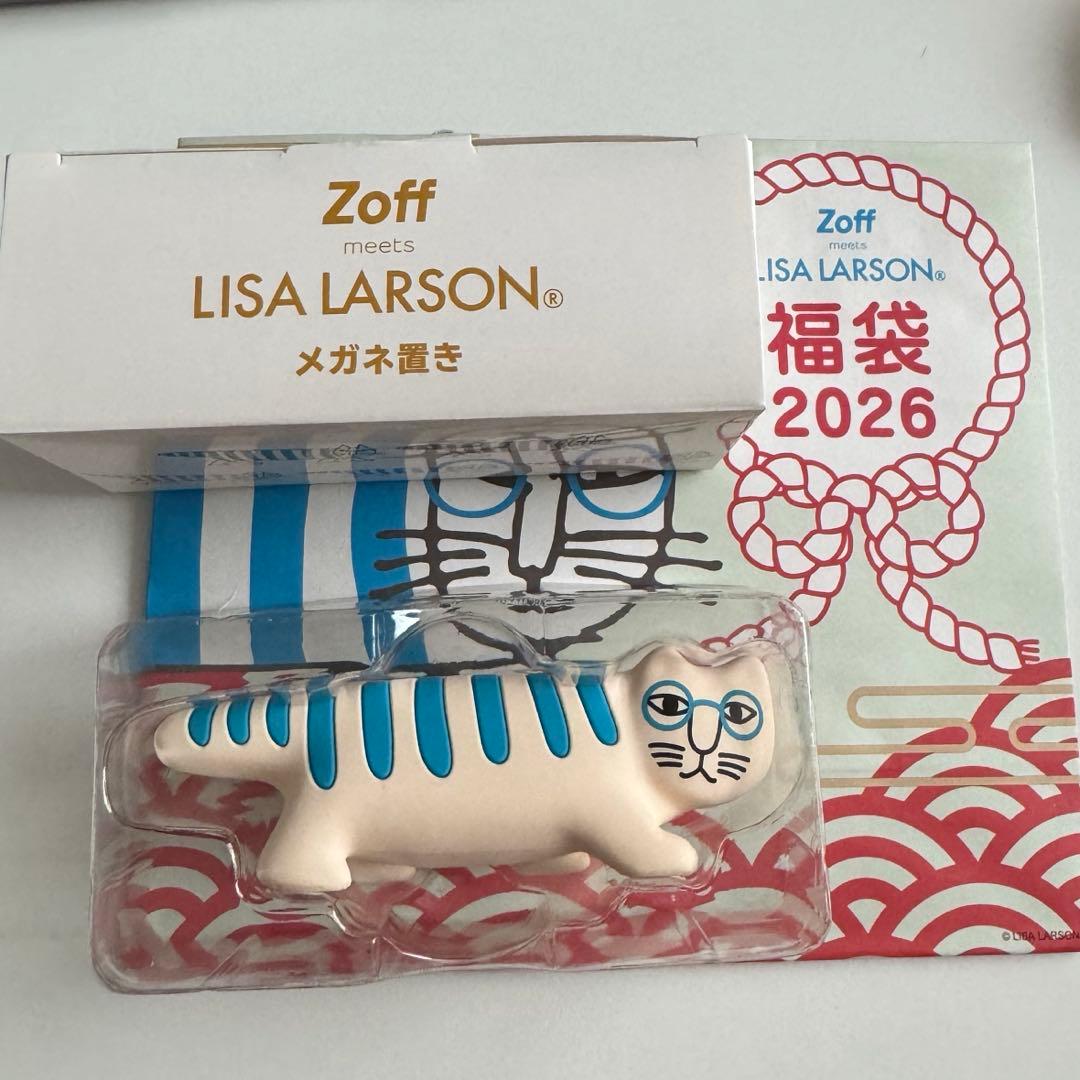 Zoff
meets
LISA LARSON®
メガネ置き
Zoff
meets
LISA LARSON®
福袋
2026
© LISA LARSON